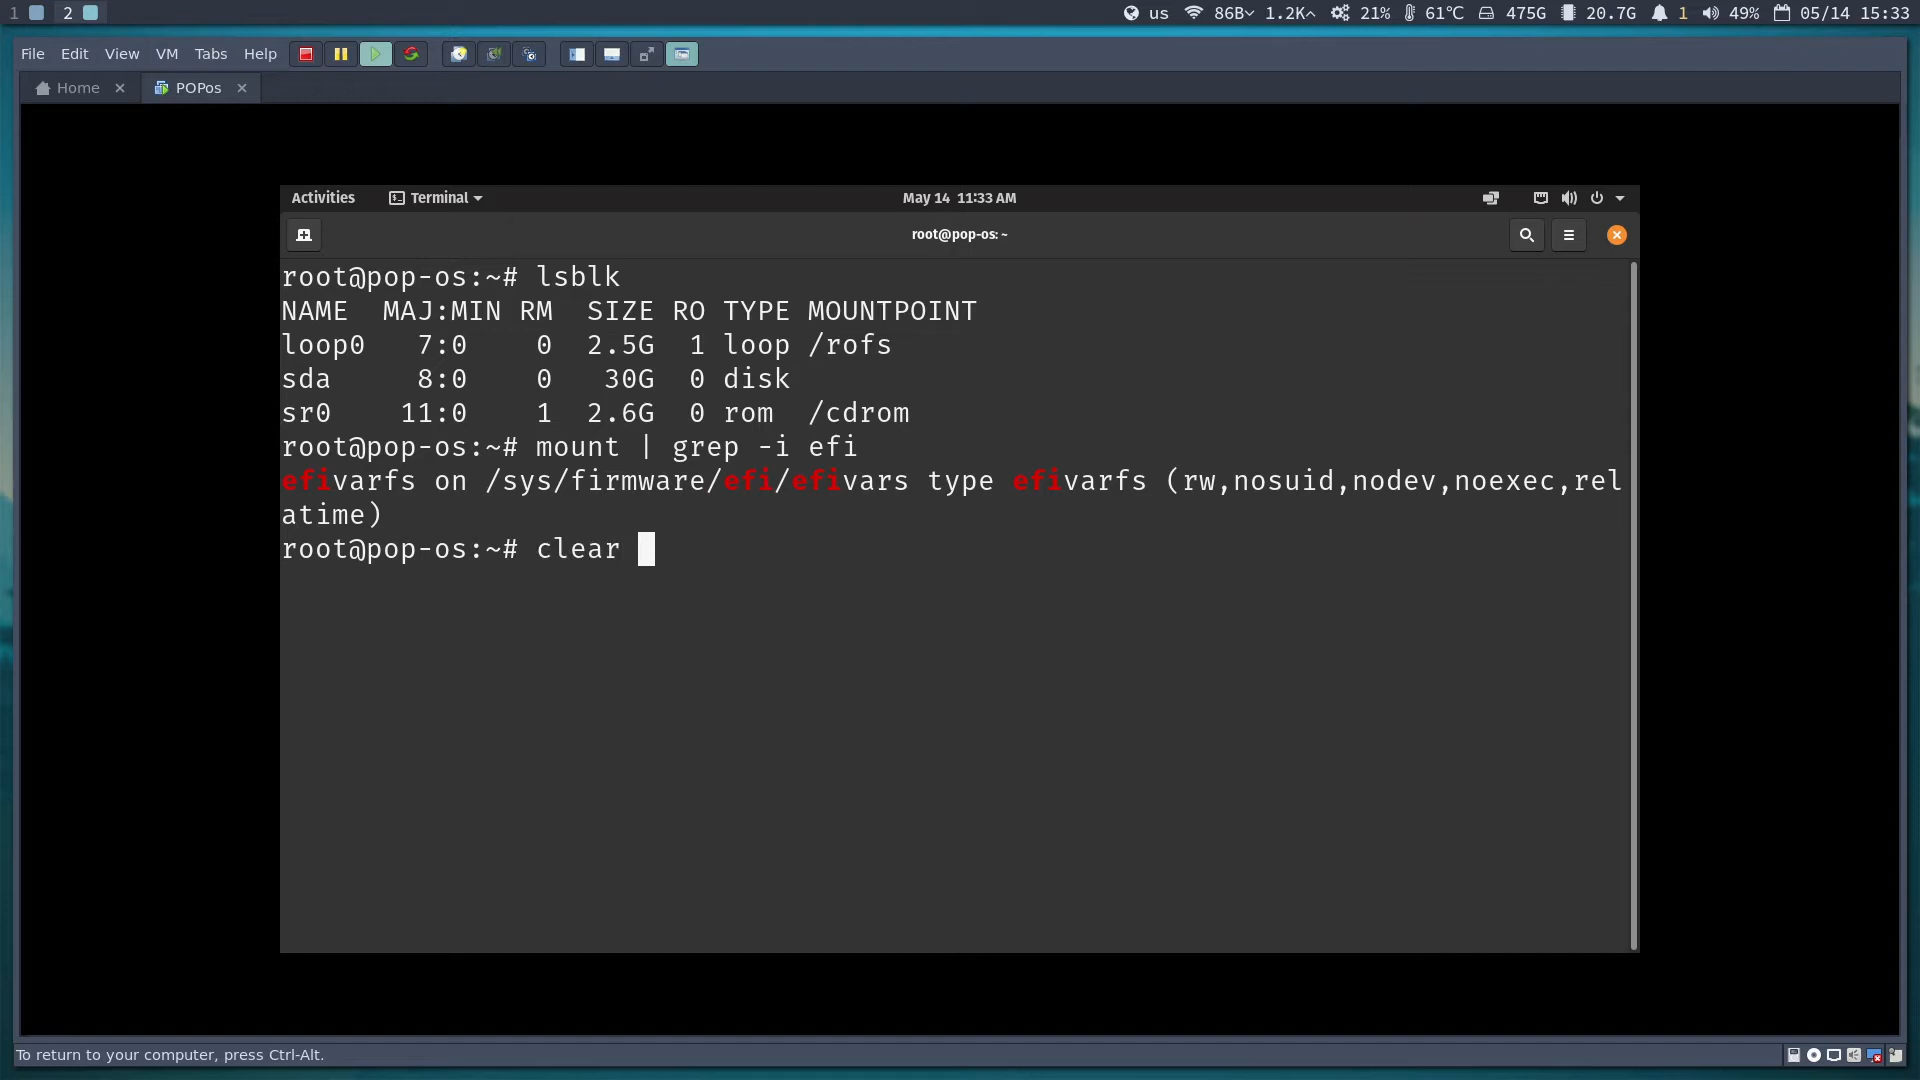 1 2 us 86B 1.2K 21% 61℃ 475G 20.7G 1 49% 05/14 15:33
File Edit View VM Tabs Help
Home POPos
Activities Terminal May 14 11:33 AM
root@pop-os: ~
root@pop-os:~# lsblk
NAME MAJ:MIN RM SIZE RO TYPE MOUNTPOINT
loop0 7:0 0 2.5G 1 loop /rofs
sda 8:0 0 30G 0 disk
sr0 11:0 1 2.6G 0 rom /cdrom
root@pop-os:~# mount | grep -i efi
efivarfs on /sys/firmware/efi/efivars type efivarfs (rw,nosuid,nodev,noexec,rel
atime)
root@pop-os:~# clear
To return to your computer, press Ctrl-Alt.